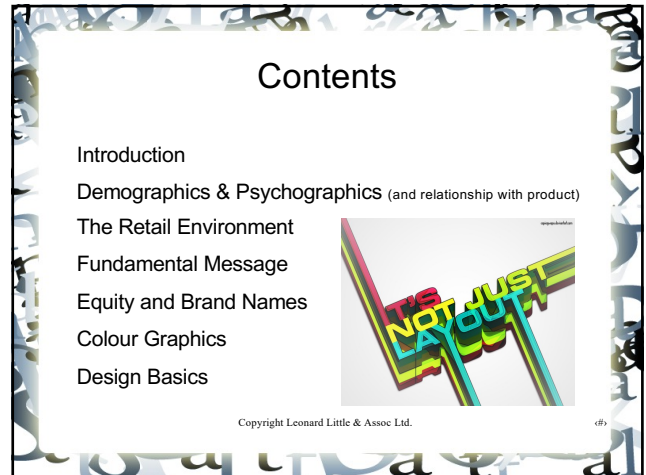 Contents
Introduction
Demographics & Psychographics (and relationship with product)
The Retail Environment
Fundamental Message
Equity and Brand Names
Colour Graphics
Design Basics
IT'S
NOT JUST
LAYOUT
Copyright Leonard Little & Assoc Ltd.
‹#›